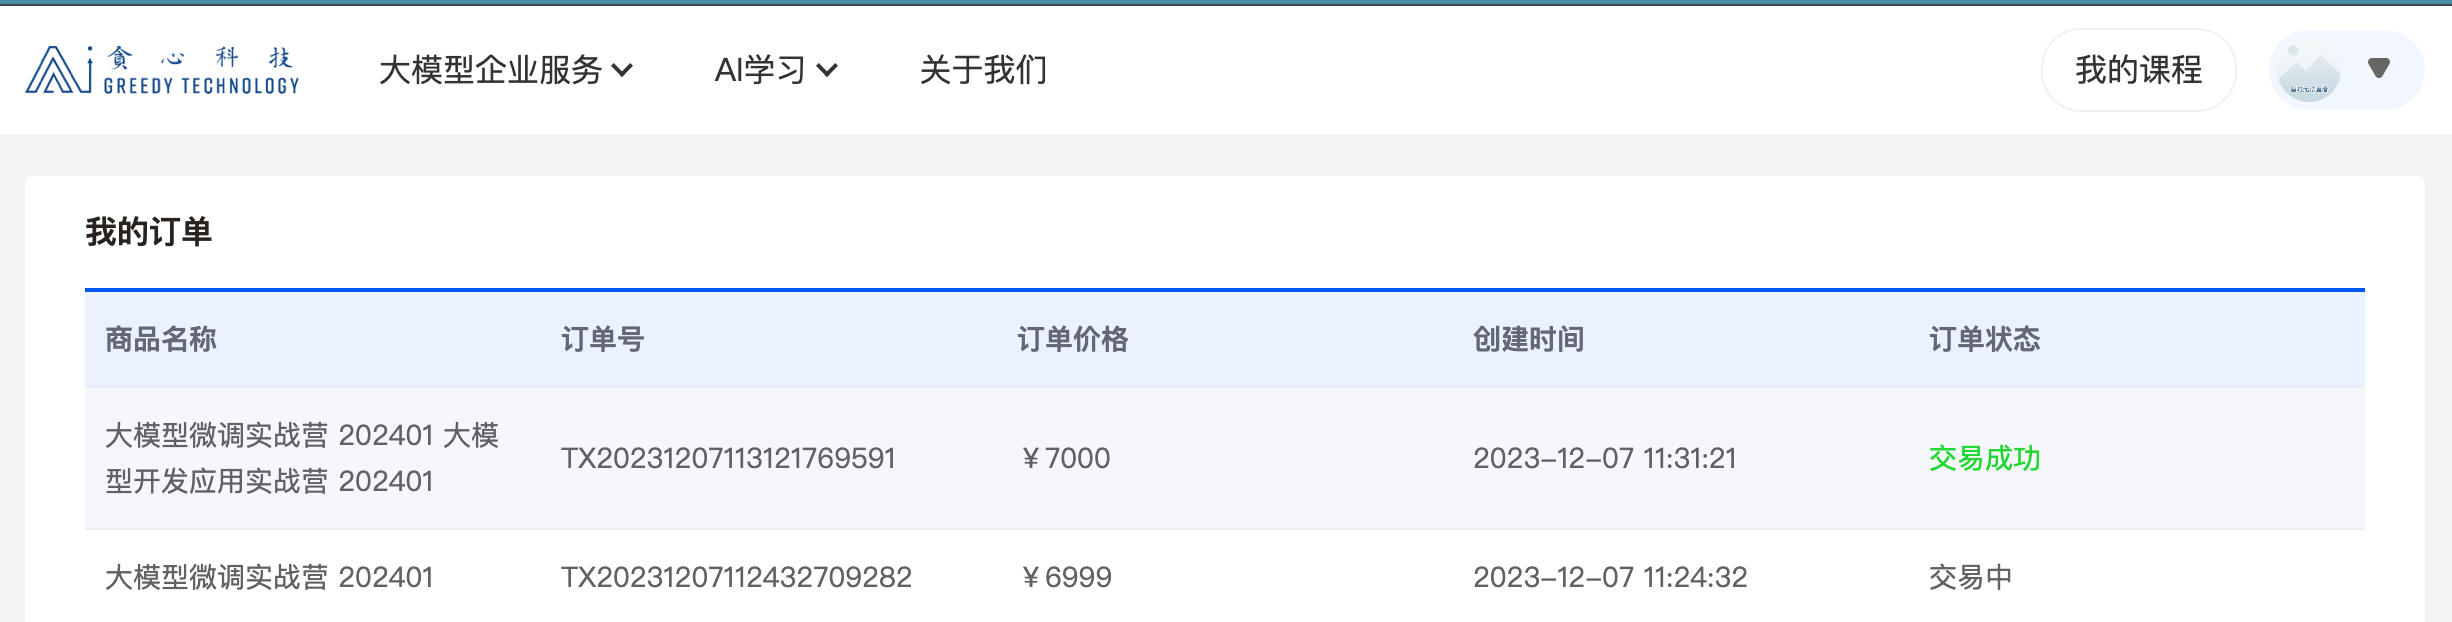 贪心科技
GREEDY TECHNOLOGY
大模型企业服务
AI学习
关于我们
我的课程
我的订单
商品名称 订单号 订单价格 创建时间 订单状态
大模型微调实战营 202401 大模
型开发应用实战营 202401
TX20231207113121769591
¥7000
2023-12-07 11:31:21
交易成功
大模型微调实战营 202401
TX20231207112432709282
¥6999
2023-12-07 11:24:32
交易中